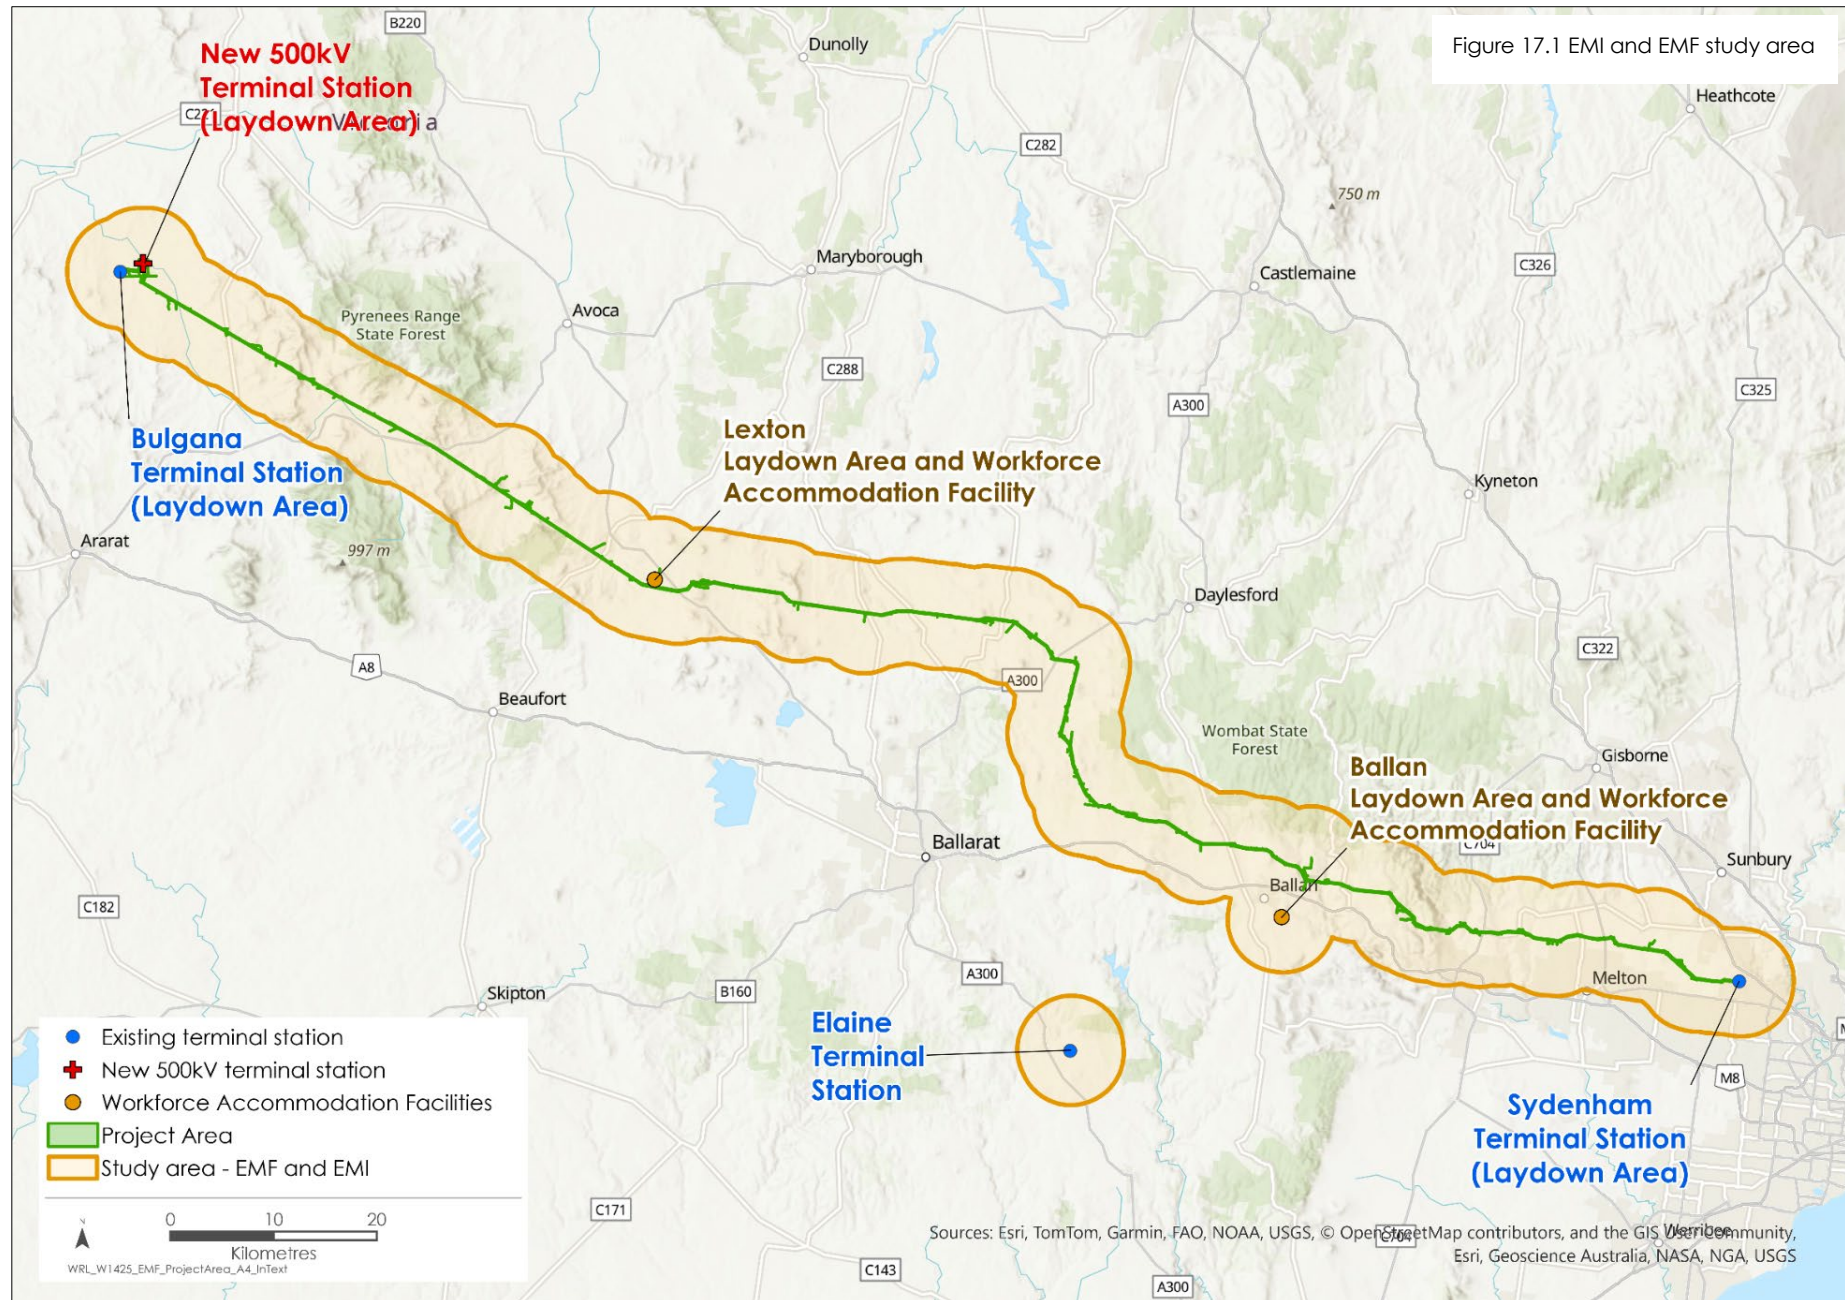 Figure 17.1 EMI and EMF study area
B220
Dunolly
New 500kV
Terminal Station
(Laydown Area)
C221
Victoria
Heathcote
C282
750 m
Maryborough
Castlemaine
C326
Pyrenees Range
State Forest
Avoca
C288
C325
A300
Bulgana
Terminal Station
(Laydown Area)
Lexton
Laydown Area and Workforce
Accommodation Facility
Kyneton
Ararat
997 m
Daylesford
C322
A8
A300
Beaufort
Wombat State
Forest
Gisborne
Ballan
Laydown Area and Workforce
Accommodation Facility
C704
Ballarat
Sunbury
Ballan
C182
A300
Melton
B160
Skipton
Elaine
Terminal
Station
M8
Sydenham
Terminal Station
(Laydown Area)
Existing terminal station
New 500kV terminal station
Workforce Accommodation Facilities
Project Area
Study area - EMF and EMI
N
0 10 20
Kilometres
WRL_W1425_EMF_ProjectArea_A4_InText
C171
C143
C704
A300
Werribee
Sources: Esri, TomTom, Garmin, FAO, NOAA, USGS, © OpenStreetMap contributors, and the GIS User Community,
Esri, Geoscience Australia, NASA, NGA, USGS